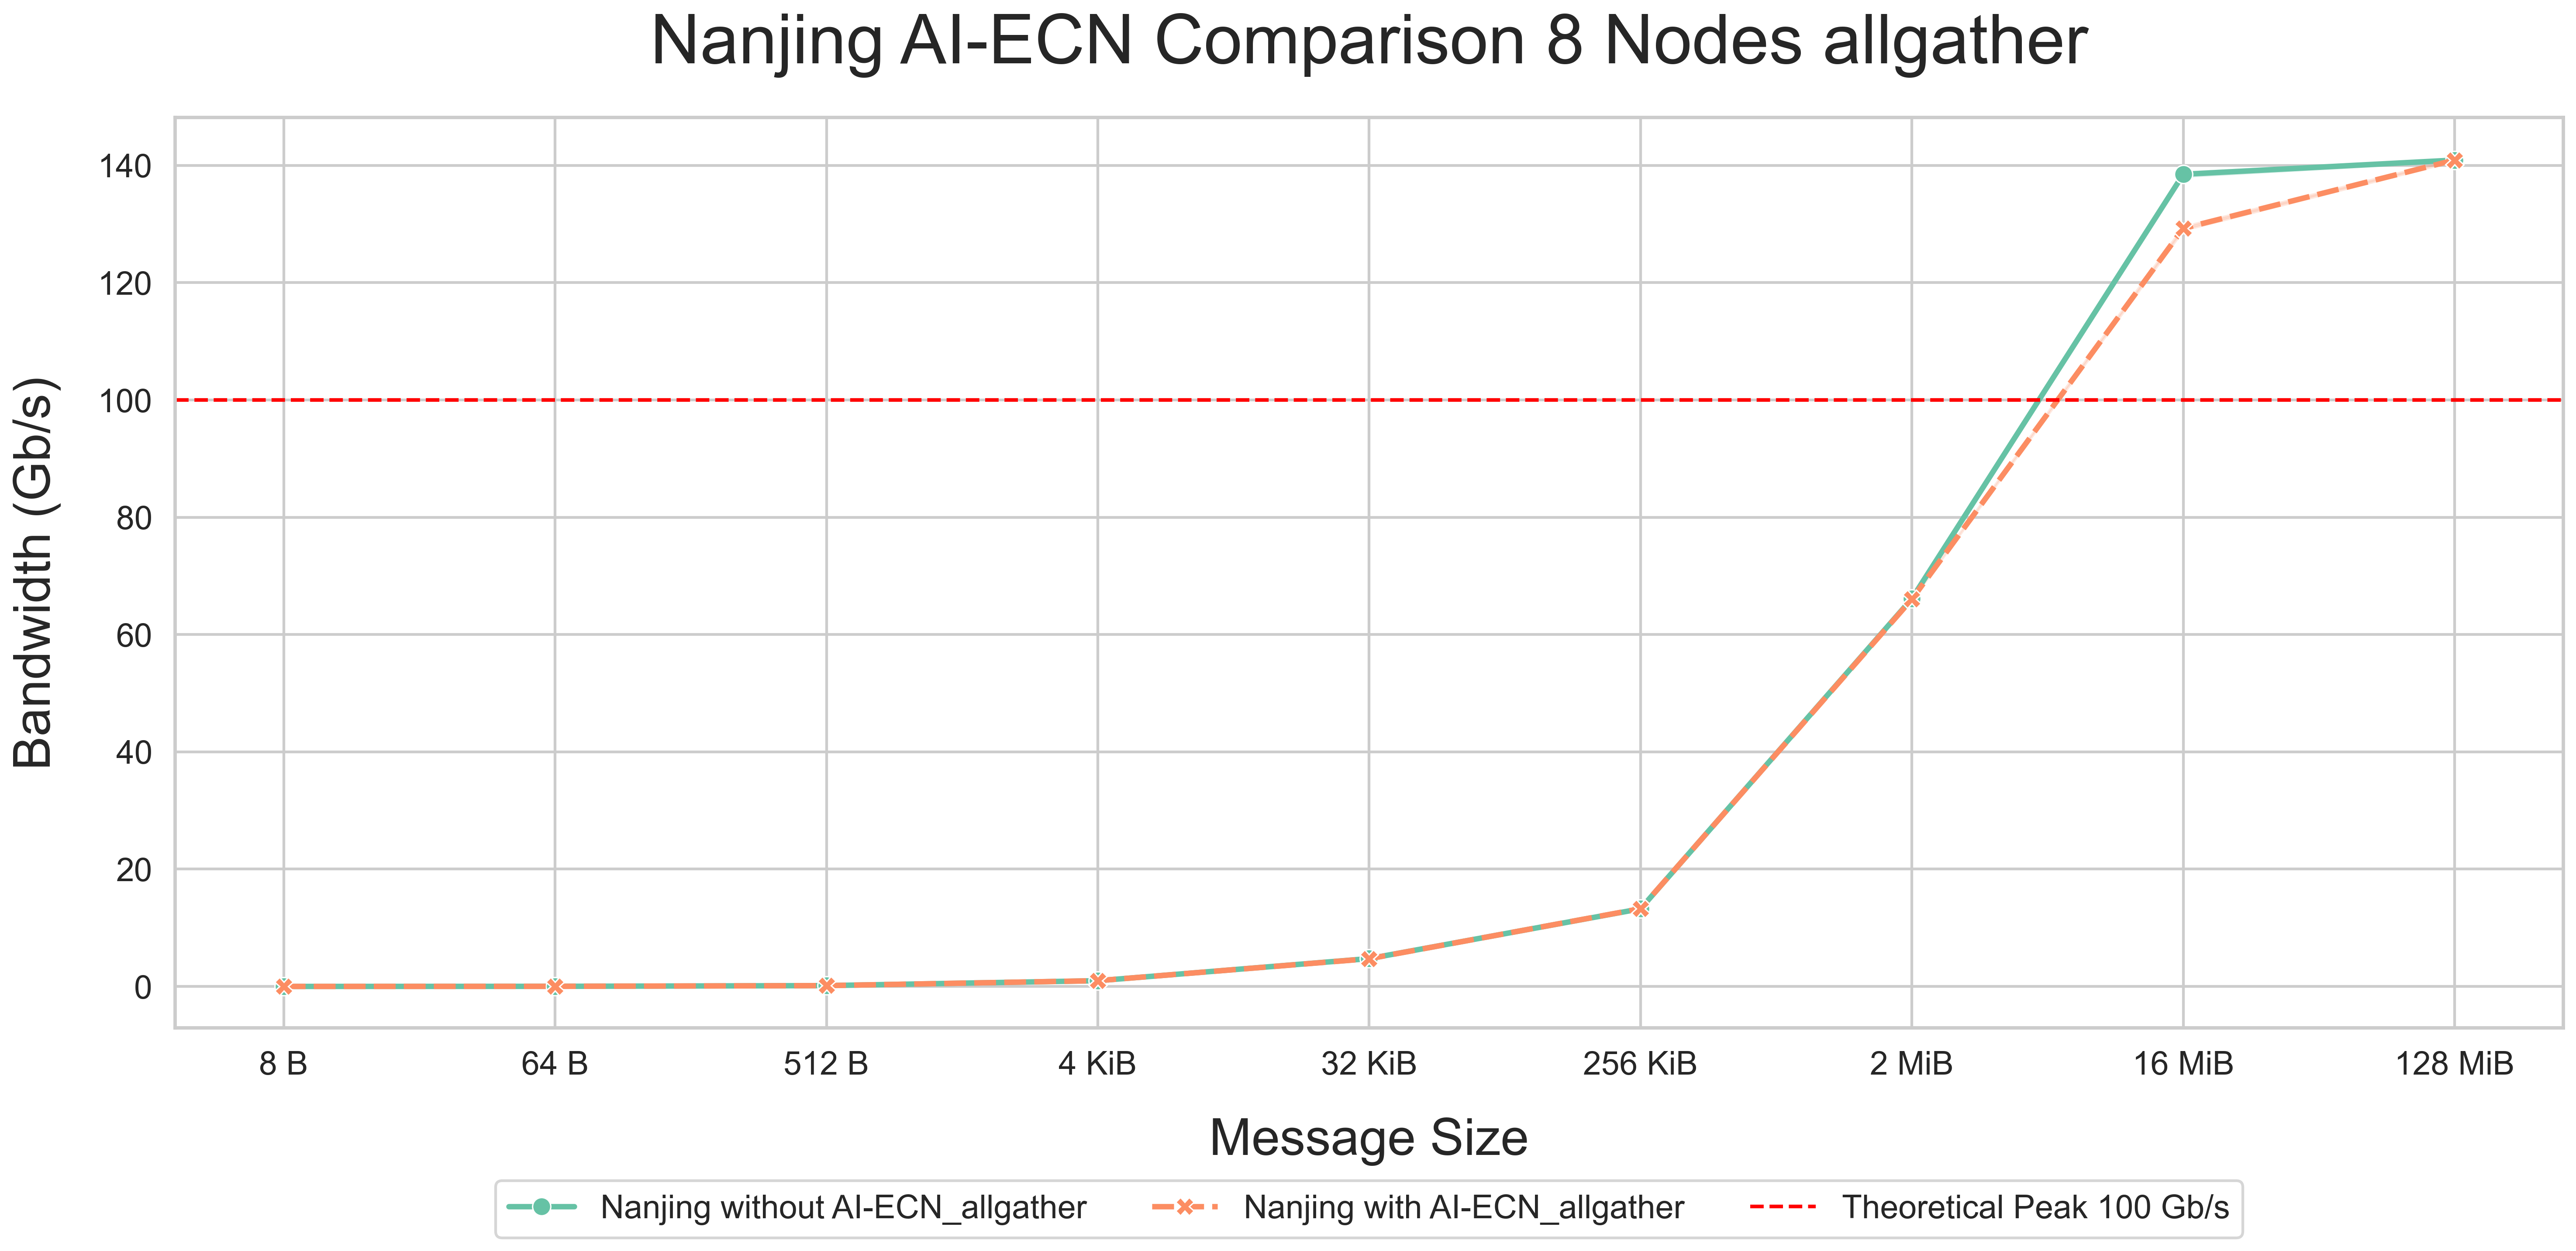 Nanjing AI-ECN Comparison 8 Nodes allgather
Bandwidth (Gb/s)
140
120
100
80
60
40
20
0
8 B 64 B 512 B 4 KiB 32 KiB 256 KiB 2 MiB 16 MiB 128 MiB
Message Size
Nanjing without AI-ECN_allgather Nanjing with AI-ECN_allgather Theoretical Peak 100 Gb/s